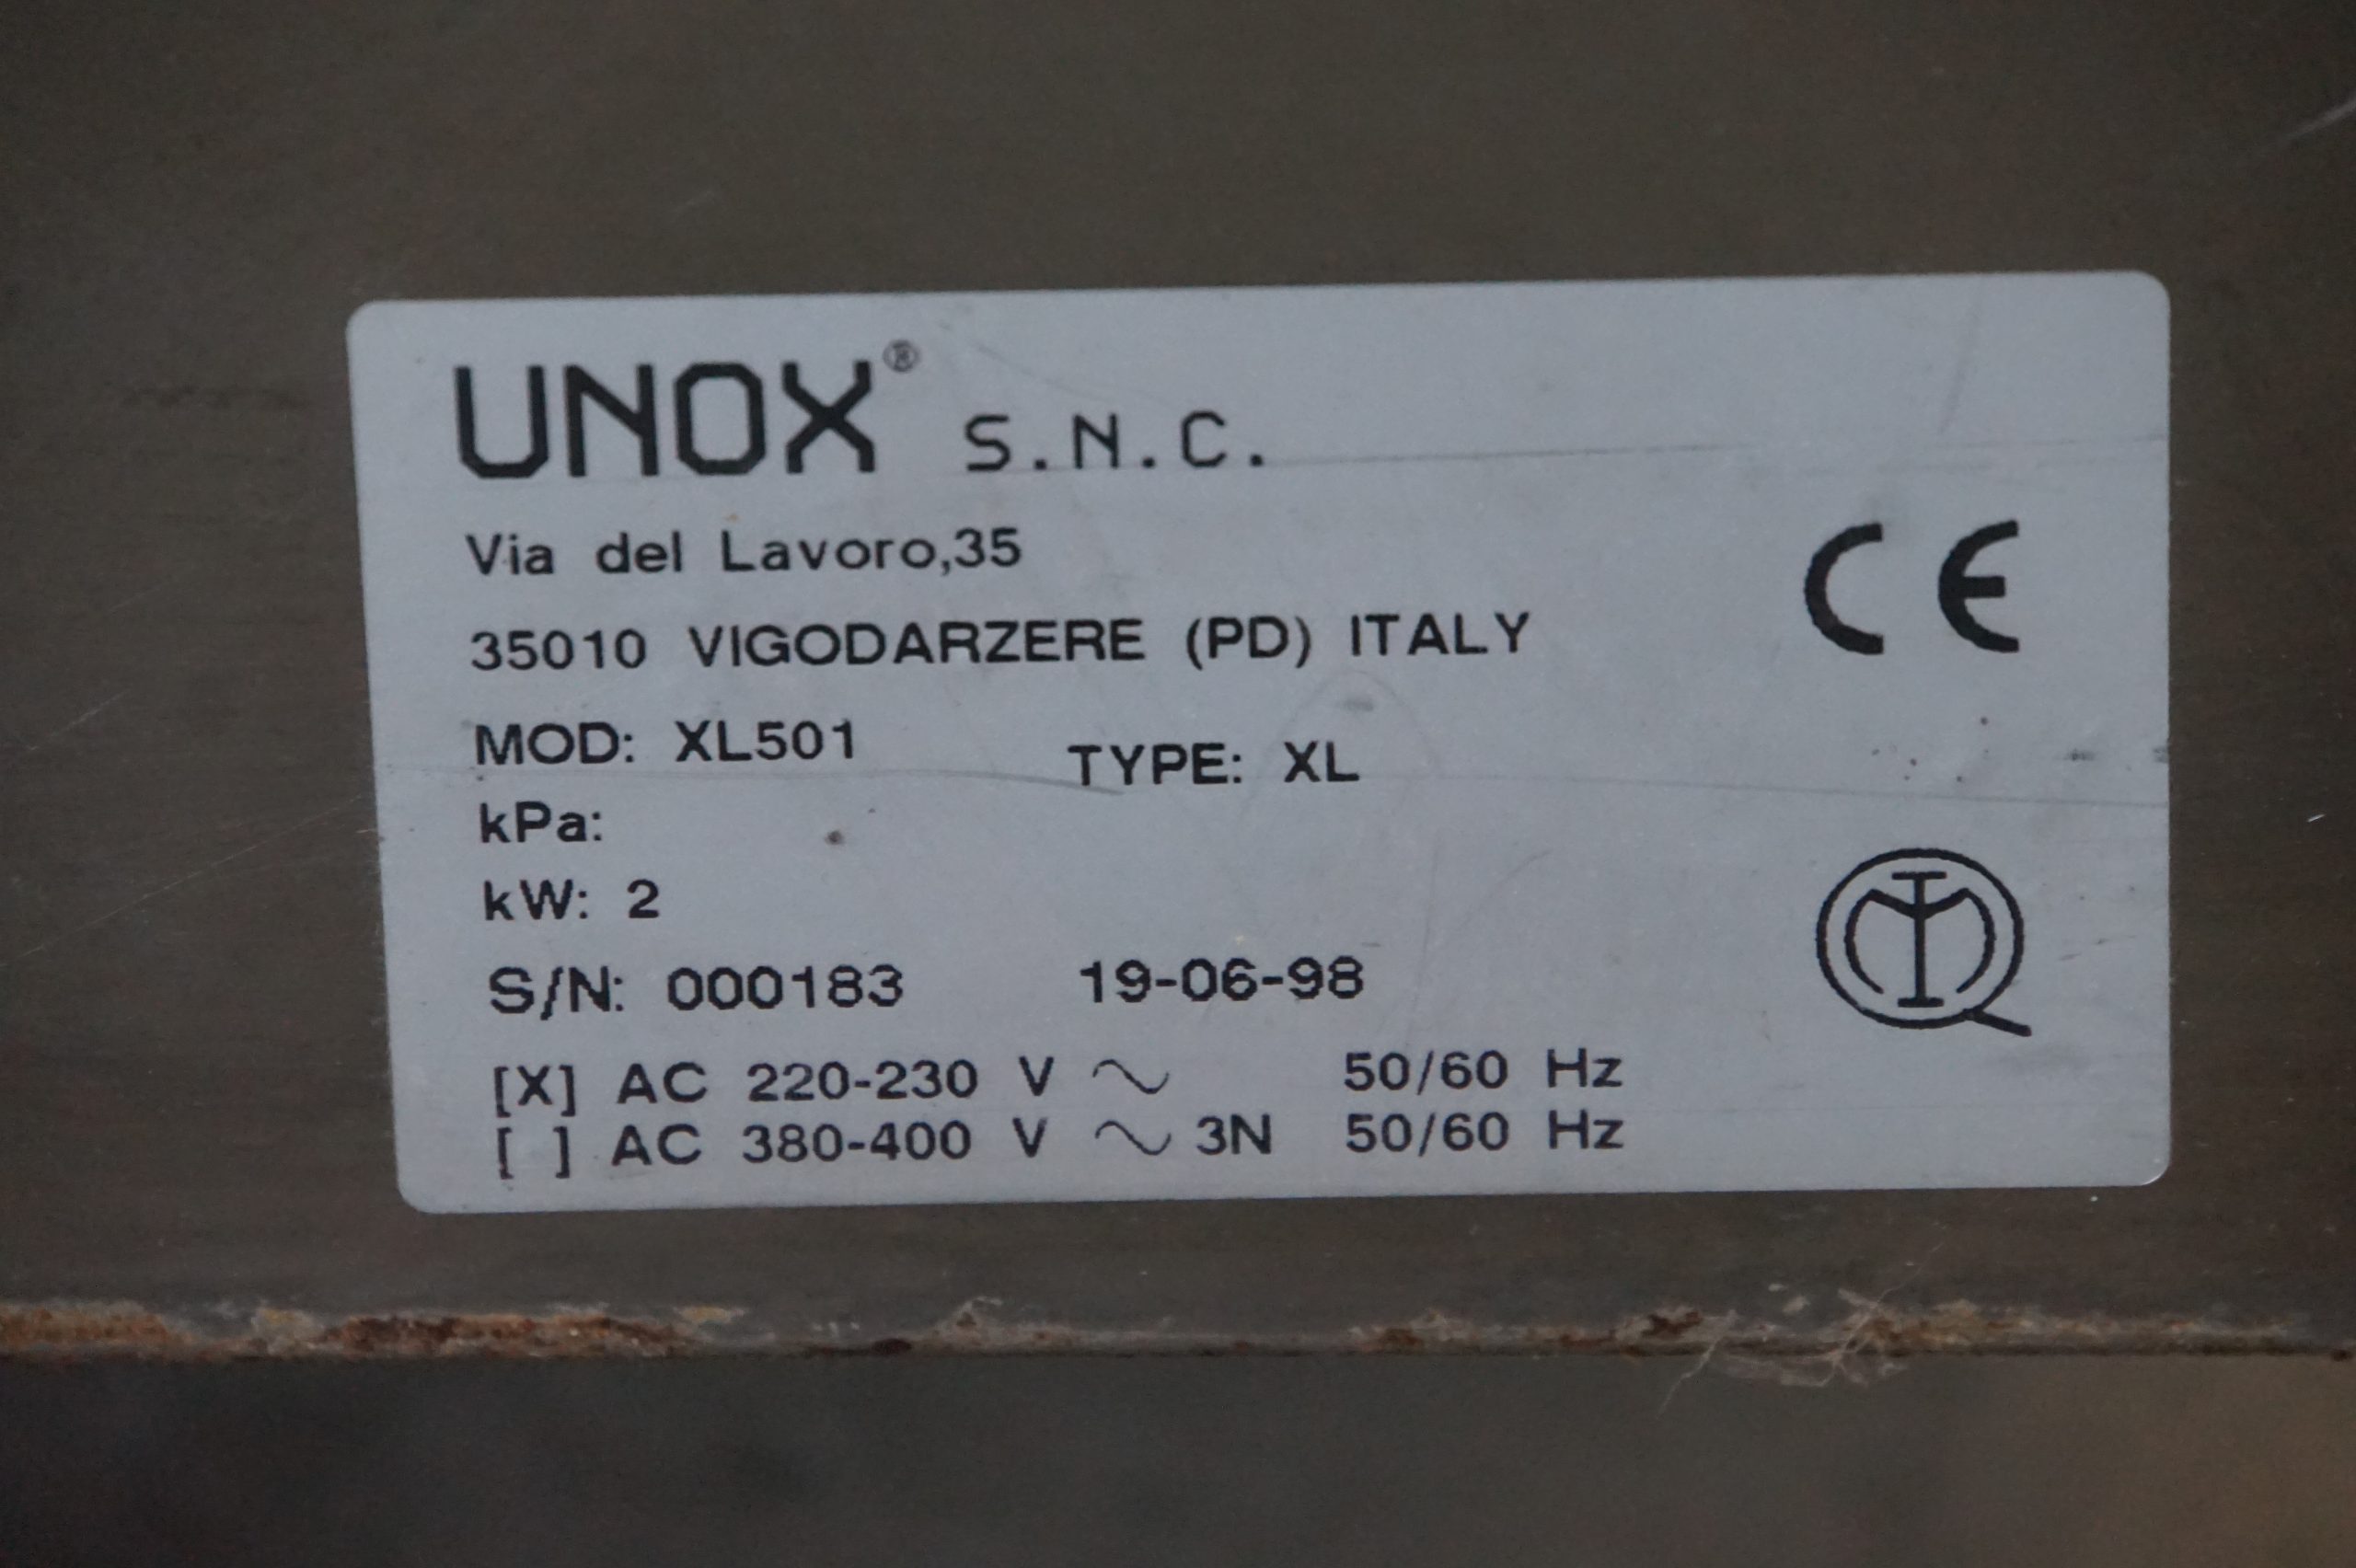 UNOX® S.N.C.
Via del Lavoro,35
35010 VIGODARZERE (PD) ITALY
CE
MOD: XL501 TYPE: XL
kPa:
kW: 2
S/N: 000183 19-06-98
[X] AC 220-230 V ~ 50/60 Hz
[ ] AC 380-400 V ~ 3N 50/60 Hz